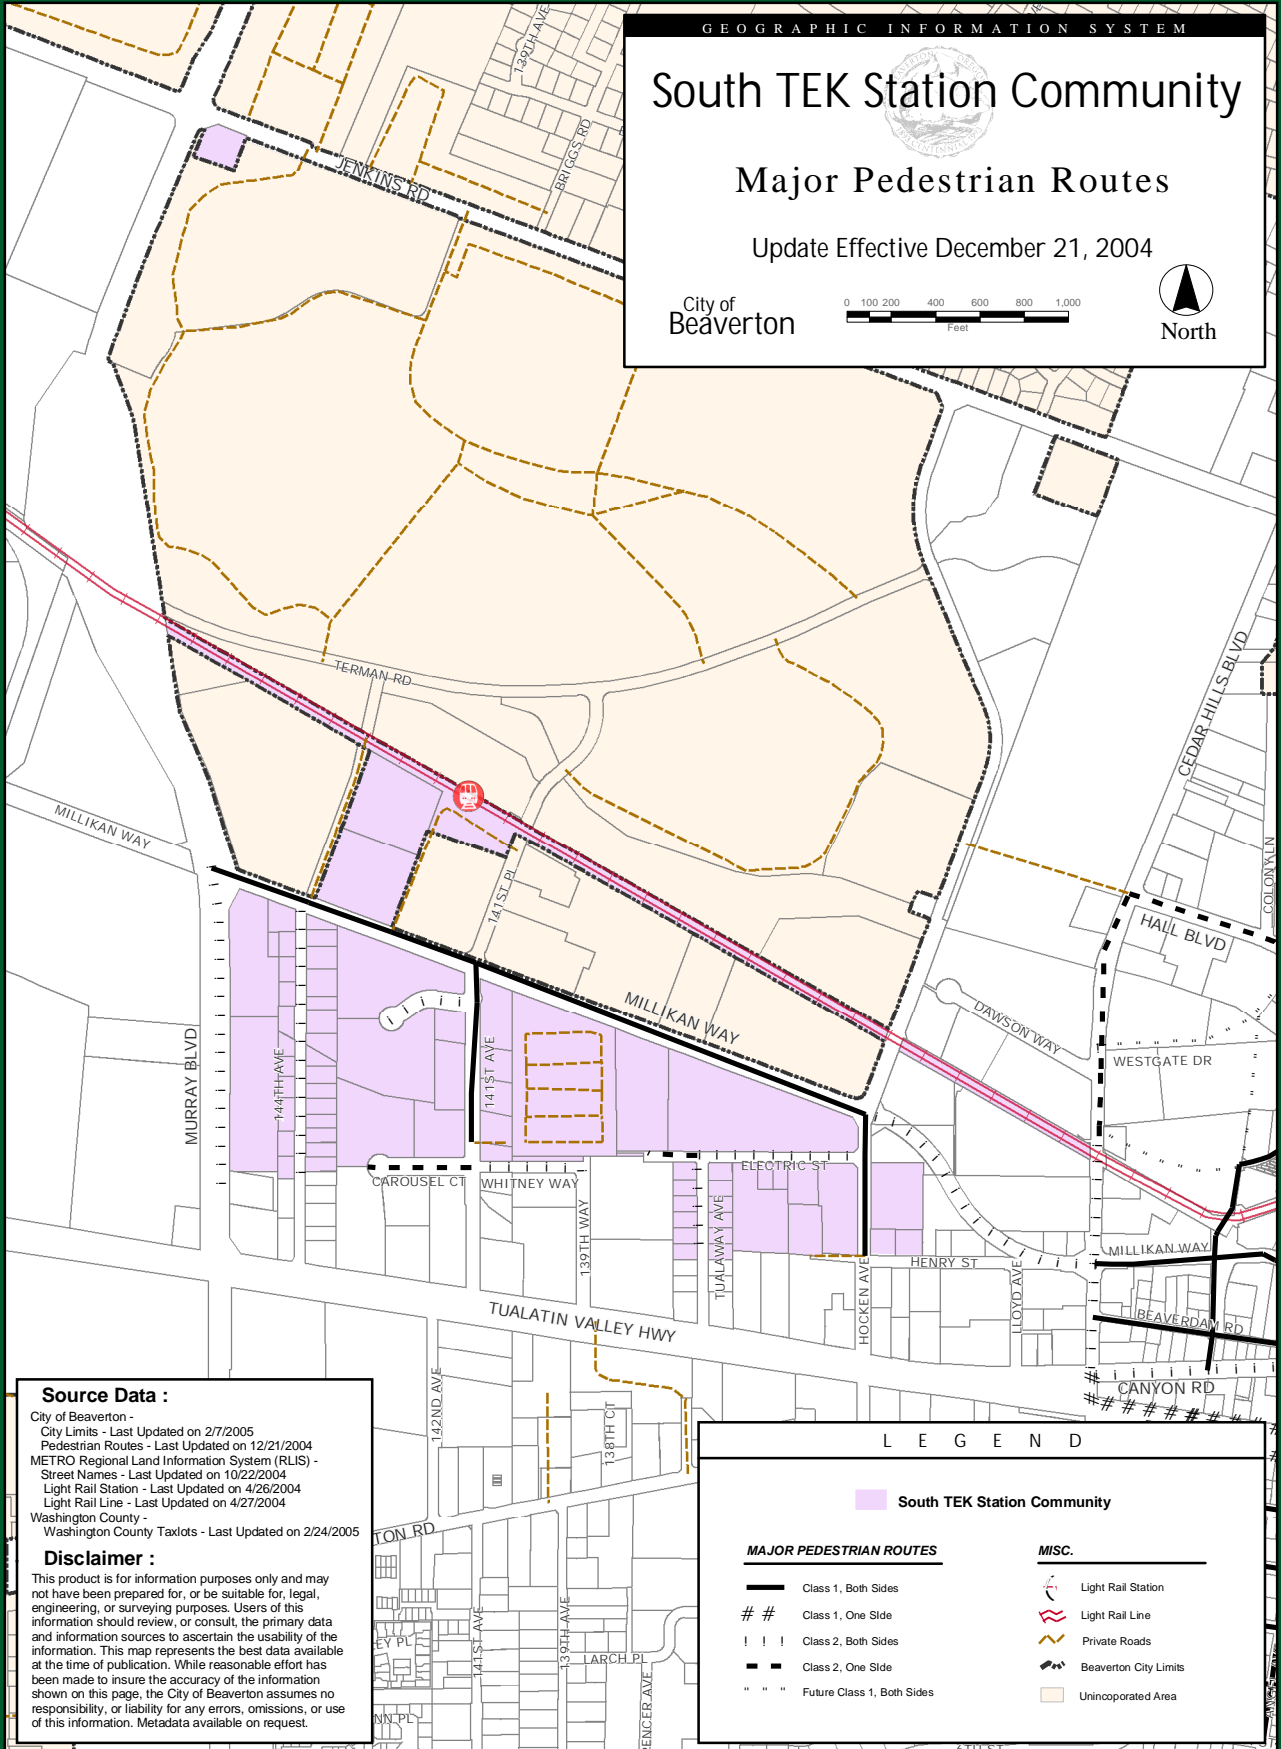 GEOGRAPHIC INFORMATION SYSTEM
South TEK Station Community
Major Pedestrian Routes
Update Effective December 21, 2004
City of
Beaverton
0 100 200 400 600 800 1,000
Feet
North
139TH AVE
BRIGGS RD
JENKINS RD
TERMAN RD
CEDAR HILLS BLVD
MILLIKAN WAY
COLONY LN
141ST PL
HALL BLVD
MILLIKAN WAY
DAWSON WAY
WESTGATE DR
MURRAY BLVD
144TH AVE
141ST AVE
ELECTRIC ST
CAROUSEL CT
WHITNEY WAY
139TH WAY
TUALAWAY AVE
HENRY ST
MILLIKAN WAY
HOCKEN AVE
LLOYD AVE
BEAVERDAM RD
TUALATIN VALLEY HWY
CANYON RD
142ND AVE
138TH CT
TON RD
141ST AVE
139TH AVE
EY PL
LARCH PL
NN PL
ENCER AVE
6TH ST
Source Data :
City of Beaverton -
City Limits - Last Updated on 2/7/2005
Pedestrian Routes - Last Updated on 12/21/2004
METRO Regional Land Information System (RLIS) -
Street Names - Last Updated on 10/22/2004
Light Rail Station - Last Updated on 4/26/2004
Light Rail Line - Last Updated on 4/27/2004
Washington County -
Washington County Taxlots - Last Updated on 2/24/2005
Disclaimer :
This product is for information purposes only and may
not have been prepared for, or be suitable for, legal,
engineering, or surveying purposes. Users of this
information should review, or consult, the primary data
and information sources to ascertain the usability of the
information. This map represents the best data available
at the time of publication. While reasonable effort has
been made to insure the accuracy of the information
shown on this page, the City of Beaverton assumes no
responsibility, or liability for any errors, omissions, or use
of this information. Metadata available on request.
LEGEND
South TEK Station Community
MAJOR PEDESTRIAN ROUTES
Class 1, Both Sides
Class 1, One SIde
Class 2, Both Sides
Class 2, One SIde
Future Class 1, Both Sides
MISC.
Light Rail Station
Light Rail Line
Private Roads
Beaverton City Limits
Unincoporated Area